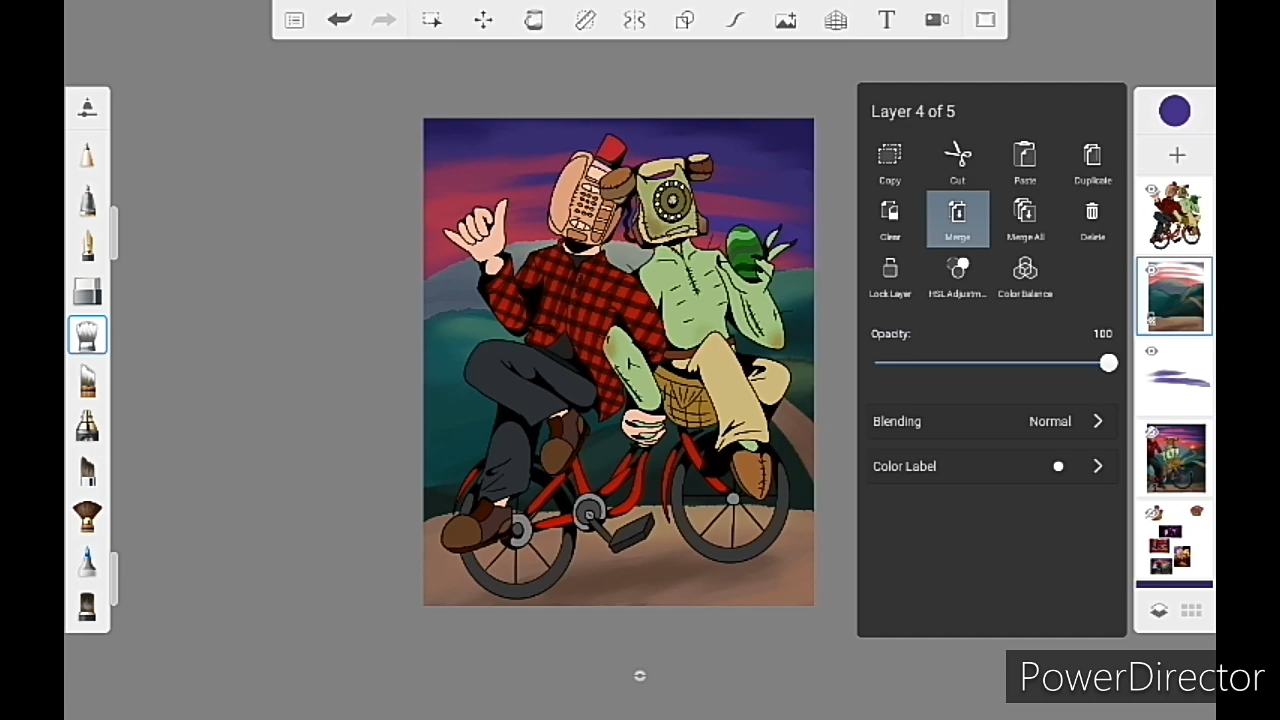 T
Layer 4 of 5
Copy
Cut
Paste
Duplicate
Clear
Merge
Merge All
Delete
Lock Layer
HSL Adjustm...
Color Balance
Opacity:
100
Blending
Normal
Color Label
PowerDirector